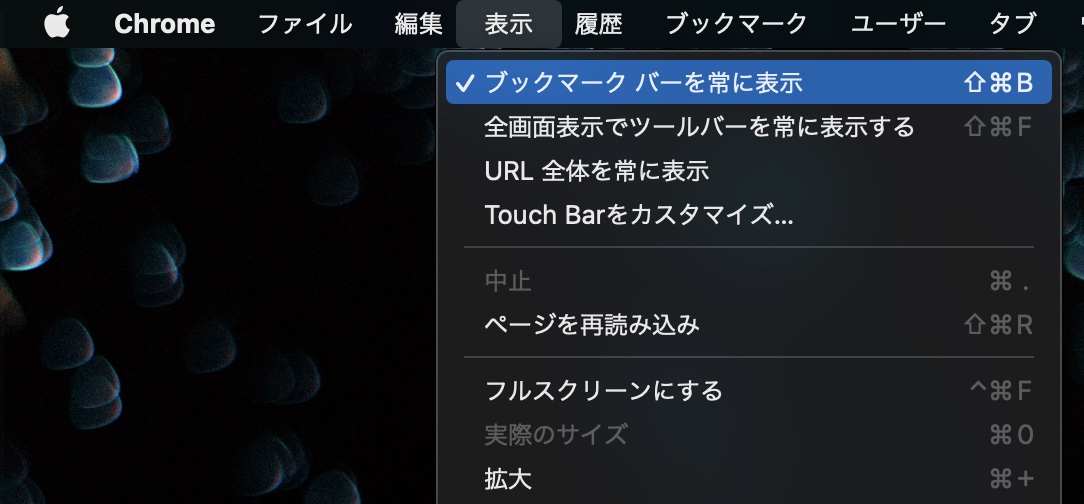 Chrome ファイル 編集 表示 履歴 ブックマーク ユーザー タブ
✓ ブックマーク バーを常に表示 ⇧⌘B
全画面表示でツールバーを常に表示する ⇧⌘F
URL 全体を常に表示
Touch Barをカスタマイズ...
中止 ⌘ .
ページを再読み込み ⇧⌘R
フルスクリーンにする ^⌘F
実際のサイズ ⌘0
拡大 ⌘+